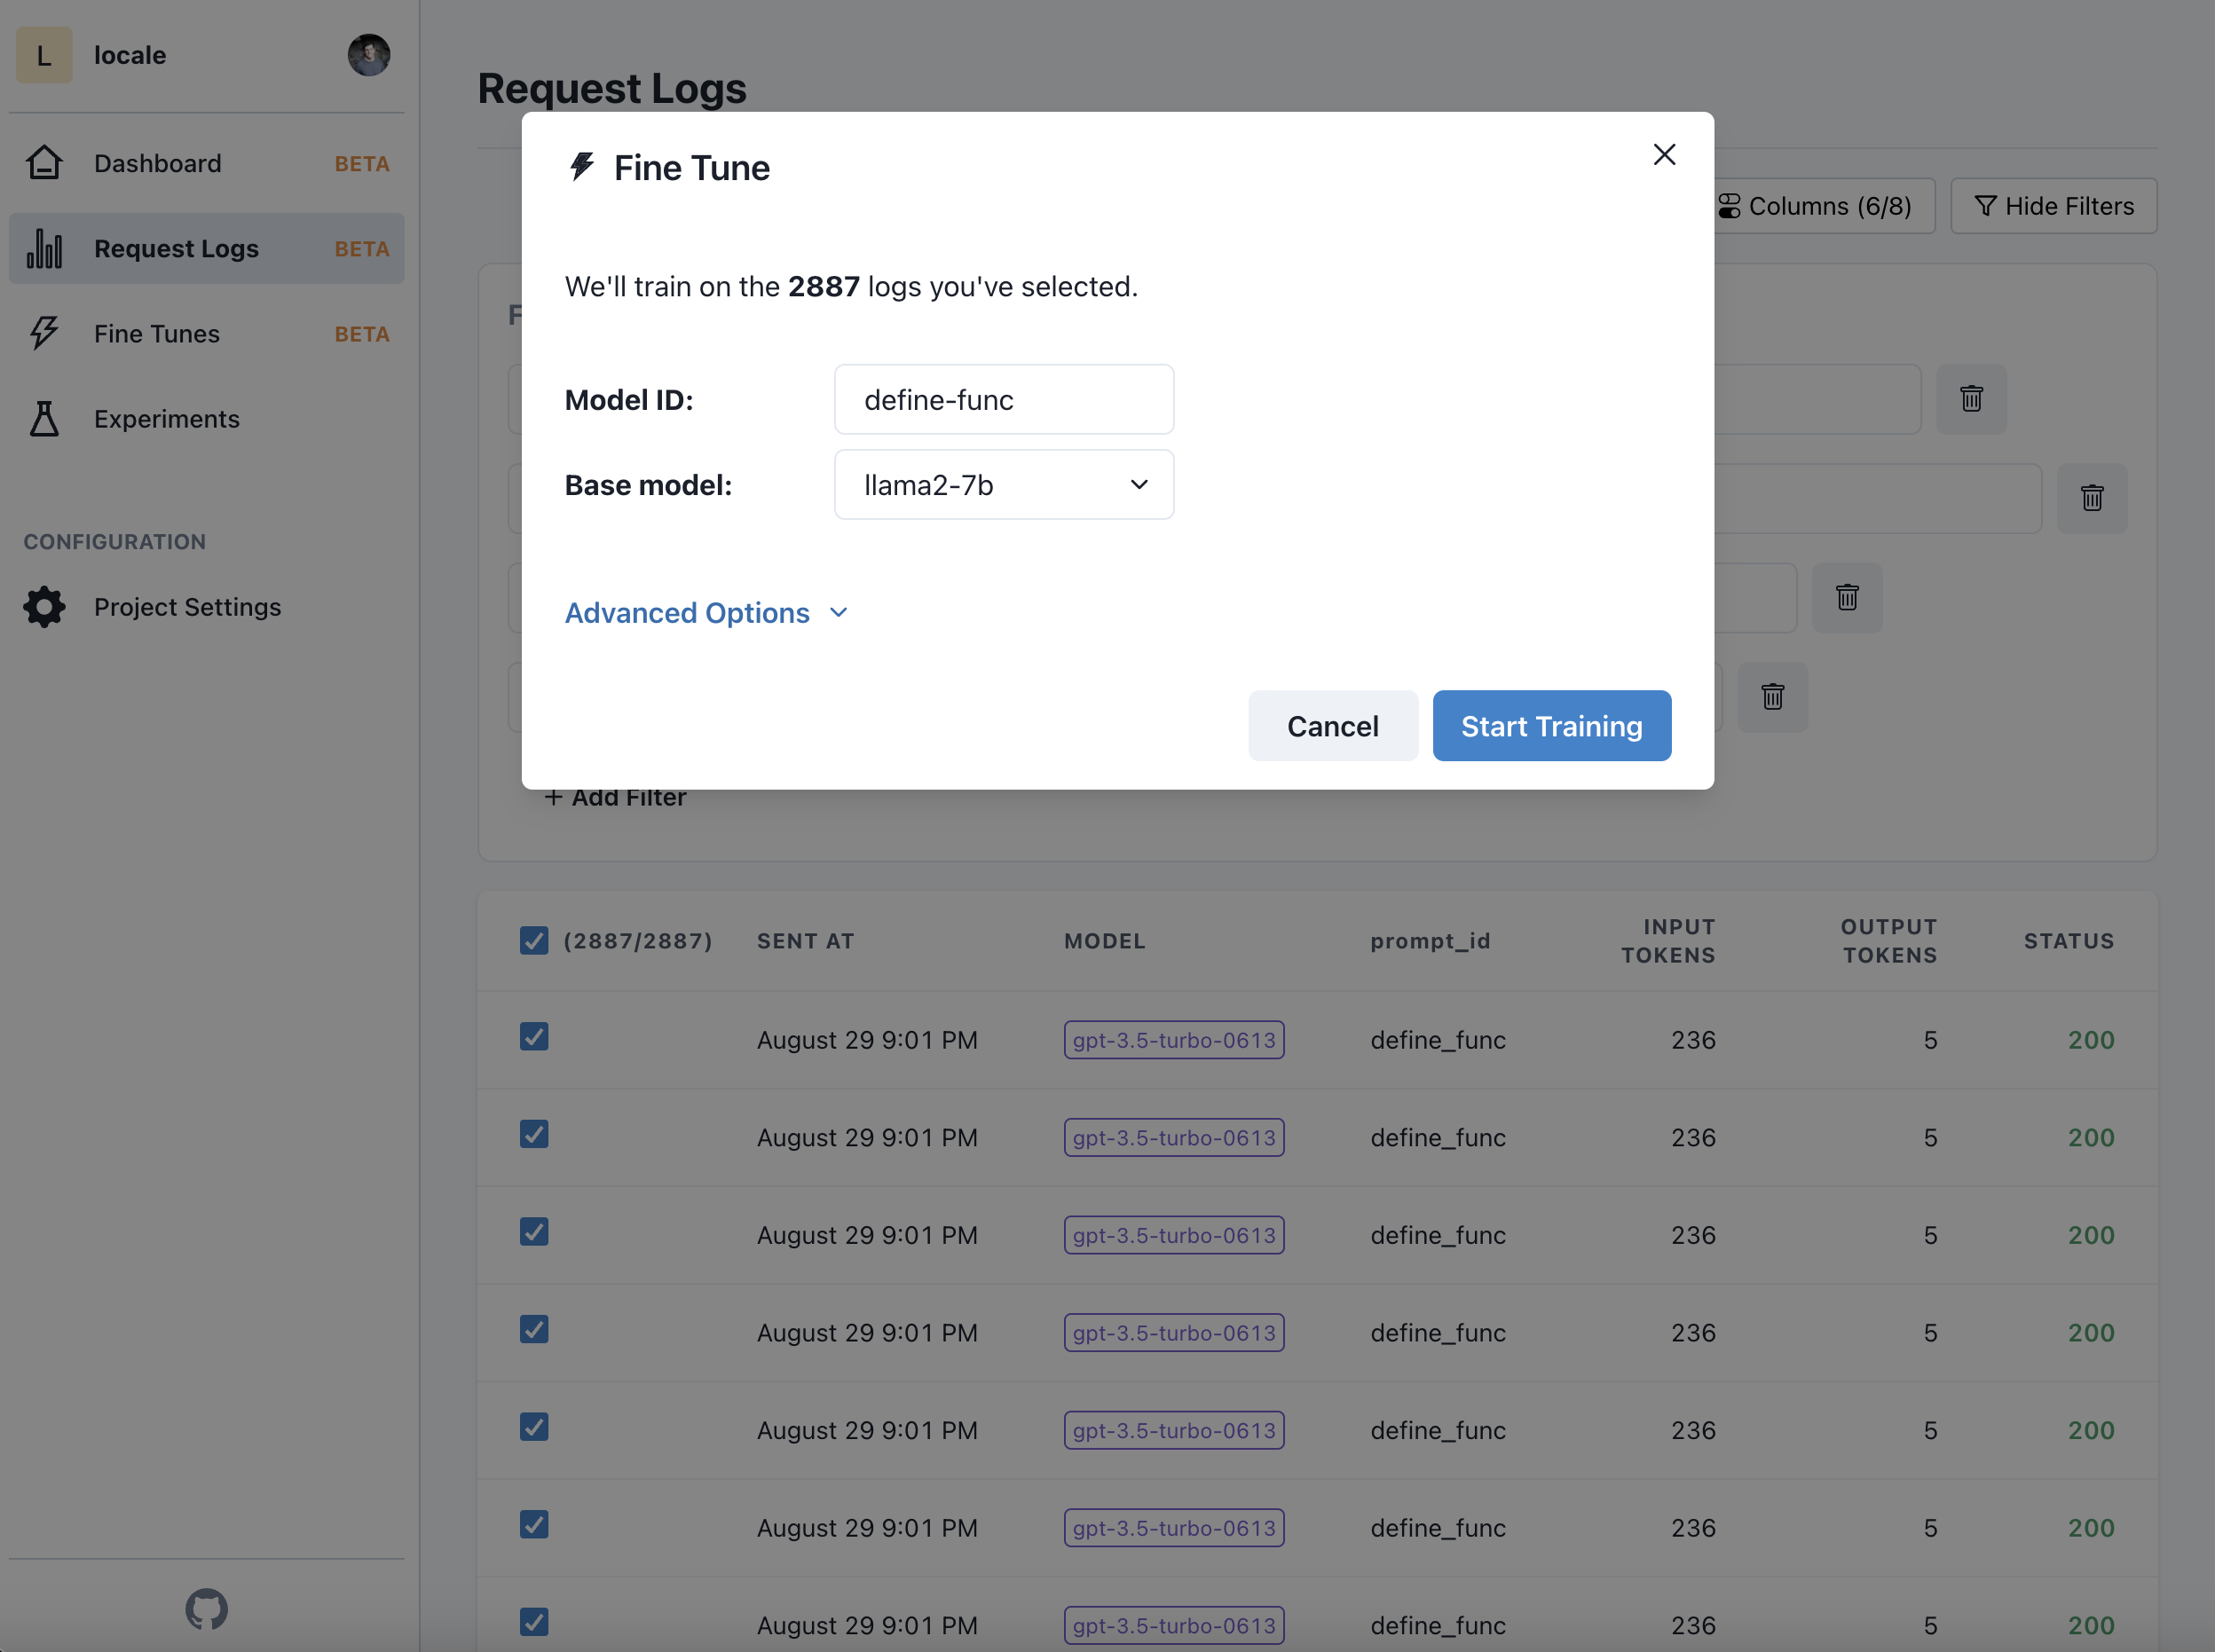 L locale
Dashboard BETA
Request Logs BETA
Fine Tunes BETA
Experiments
CONFIGURATION
Project Settings
Request Logs
Columns (6/8) Hide Filters
Fine Tune
We'll train on the 2887 logs you've selected.
Model ID: define-func
Base model: llama2-7b
Advanced Options
Cancel Start Training
+ Add Filter
(2887/2887) SENT AT MODEL prompt_id INPUT TOKENS OUTPUT TOKENS STATUS
August 29 9:01 PM gpt-3.5-turbo-0613 define_func 236 5 200
August 29 9:01 PM gpt-3.5-turbo-0613 define_func 236 5 200
August 29 9:01 PM gpt-3.5-turbo-0613 define_func 236 5 200
August 29 9:01 PM gpt-3.5-turbo-0613 define_func 236 5 200
August 29 9:01 PM gpt-3.5-turbo-0613 define_func 236 5 200
August 29 9:01 PM gpt-3.5-turbo-0613 define_func 236 5 200
August 29 9:01 PM gpt-3.5-turbo-0613 define_func 236 5 200